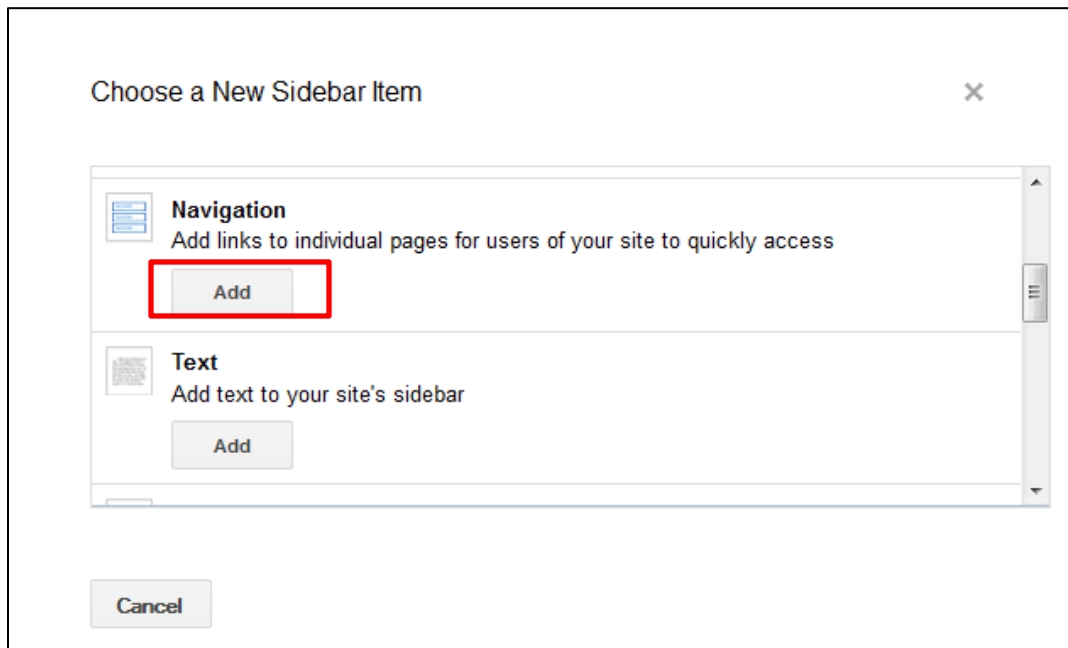 Choose a New Sidebar Item
Navigation
Add links to individual pages for users of your site to quickly access
Add
Text
Add text to your site's sidebar
Add
Cancel